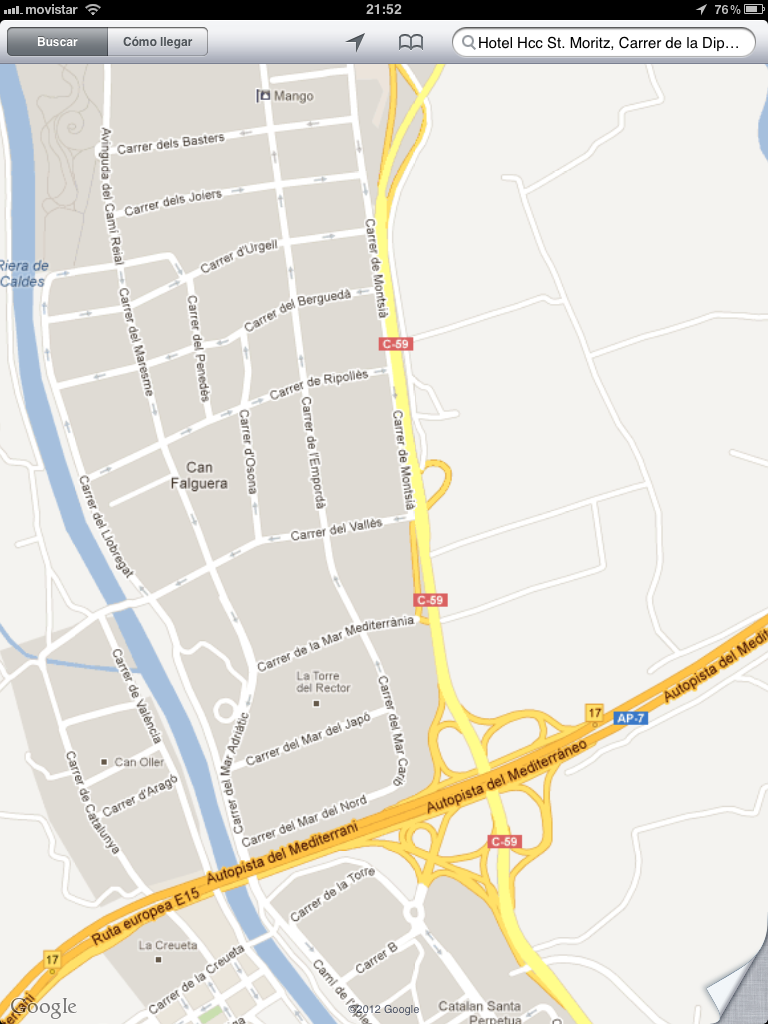 movistar
21:52
76%
Buscar
Cómo llegar
Hotel Hcc St. Moritz, Carrer de la Dip…
Mango
Carrer dels Basters
Avinguda del Camí Reial
Carrer dels Joiers
Carrer d'Urgell
Carrer de Montsià
Riera de
Caldes
Carrer del Maresme
Carrer del Penedès
Carrer del Berguedà
C-59
Carrer de Ripollès
Carrer d'Osona
Carrer de l'Empordà
Carrer de Montsià
Can
Falguera
Carrer del Llobregat
Carrer del Vallès
C-59
Carrer de la Mar Mediterrània
Carrer de València
La Torre
del Rector
Carrer del Mar Carib
Autopista del Medit
17
AP-7
Carrer del Mar Adriàtic
Carrer del Mar del Japó
Can Oller
Carrer d'Aragó
Carrer de Catalunya
Autopista del Mediterráneo
Carrer del Mar del Nord
C-59
Autopista del Mediterrani
Ruta europea E15
Carrer de la Torre
17
La Creueta
Carrer de la Creueta
Carrer B
Camí de l'Aple
Catalan Santa
Perpetua
Google
©2012 Google